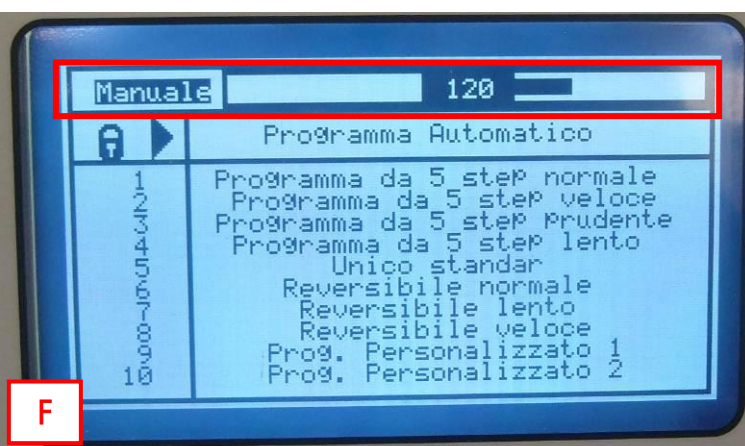 Manuale 120
Programma Automatico
1 Programma da 5 step normale
2 Programma da 5 step veloce
3 Programma da 5 step prudente
4 Programma da 5 step lento
5 Unico standar
6 Reversibile normale
7 Reversibile lento
8 Reversibile veloce
9 Prog. Personalizzato 1
10 Prog. Personalizzato 2
F